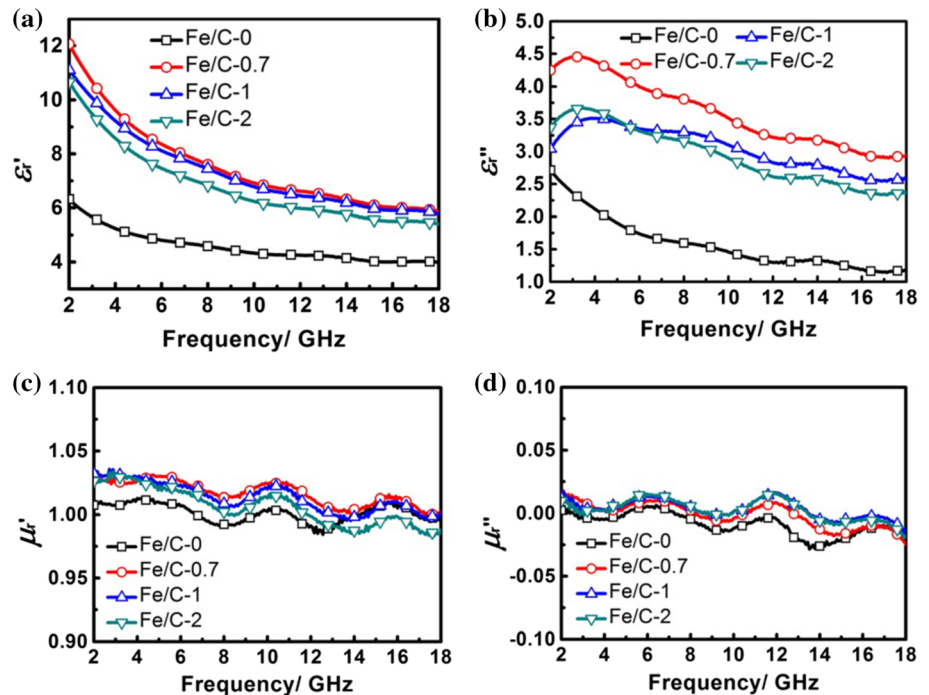 (a)
Fe/C-0
Fe/C-0.7
Fe/C-1
Fe/C-2
12
10
8
6
4
εr'
2 4 6 8 10 12 14 16 18
Frequency/ GHz
(b)
Fe/C-0 Fe/C-1
Fe/C-0.7 Fe/C-2
5.0
4.5
4.0
3.5
3.0
2.5
2.0
1.5
1.0
εr''
2 4 6 8 10 12 14 16 18
Frequency/ GHz
(c)
1.10
1.05
1.00
0.95
0.90
μr'
Fe/C-0
Fe/C-0.7
Fe/C-1
Fe/C-2
2 4 6 8 10 12 14 16 18
Frequency/ GHz
(d)
0.10
0.05
0.00
-0.05
-0.10
μr''
Fe/C-0
Fe/C-0.7
Fe/C-1
Fe/C-2
2 4 6 8 10 12 14 16 18
Frequency/ GHz